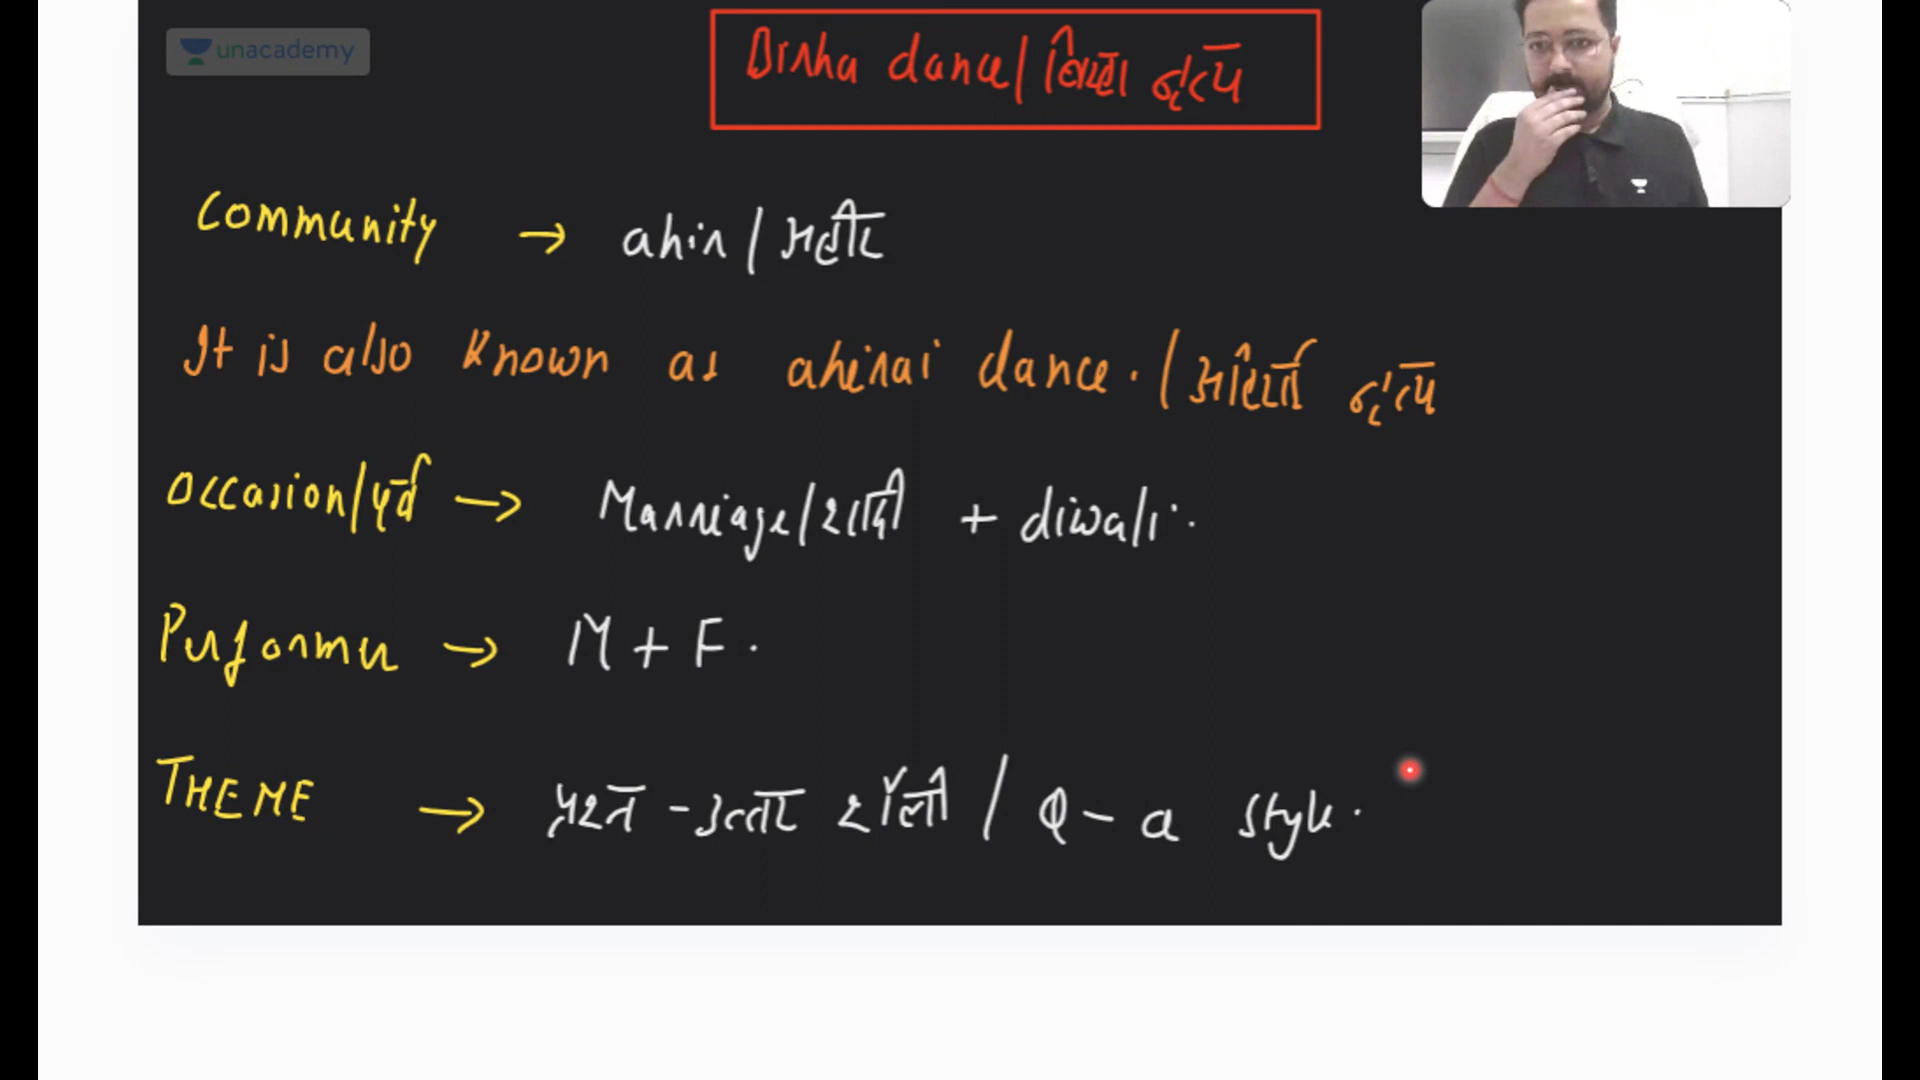 unacademy
Birha dance/बिरहा नृत्य
Community → ahir/अहीर
It is also known as ahirai dance./अहिराई नृत्य
Occasion/पर्व → Marriage/शादी + diwali.
Performer → M + F.
THEME → प्रश्न - उत्तर शैली / Q - a style.